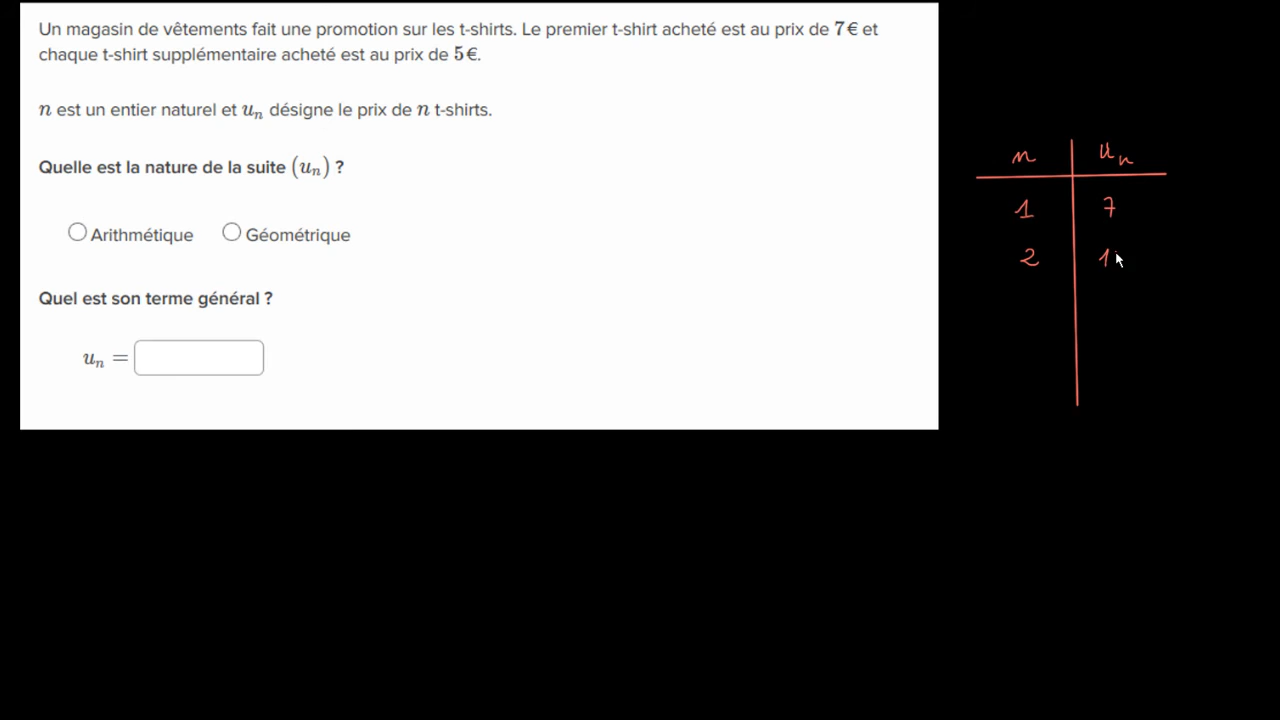 Un magasin de vêtements fait une promotion sur les t-shirts. Le premier t-shirt acheté est au prix de 7€ et
chaque t-shirt supplémentaire acheté est au prix de 5€.
n est un entier naturel et uₙ désigne le prix de n t-shirts.
Quelle est la nature de la suite (uₙ) ?
Arithmétique Géométrique
Quel est son terme général ?
uₙ =
n uₙ
1 7
2 1